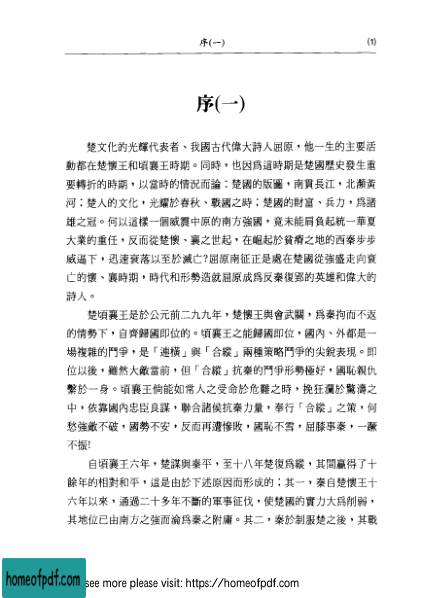 序(一)
(1)
序(一)
楚文化的光輝代表者、我國古代偉大詩人屈原，他一生的主要活
動都在楚懷王和頃襄王時期。同時，也因爲這時期是楚國歷史發生重
要轉折的時期，以當時的情況而論：楚國的版圖，南貫長江，北瀕黃
河；楚人的文化，光耀於春秋、戰國之時；楚國的財富、兵力，爲諸
雄之冠。何以這樣一個威震中原的南方強國，竟未能肩負起統一華夏
大業的重任，反而從楚懷、襄之世起，在崛起於貧瘠之地的西秦步步
威逼下，迅速衰落以至於滅亡?屈原南征正是處在楚國從強盛走向衰
亡的懷、襄時期，時代和形勢造就屈原成爲反秦復郢的英雄和偉大的
詩人。
楚頃襄王是於公元前二九九年，楚懷王與會武關，爲秦拘而不返
的情勢下，自齊歸國即位的。頃襄王之能歸國即位，國內、外都是一
場複雜的鬥爭，是「連橫」與「合縱」兩種策略鬥爭的尖銳表現。即
位以後，雖然大敵當前，但「合縱」抗秦的鬥爭形勢極好，國恥親仇
繫於一身。頃襄王倘能如常人之受命於危難之時，挽狂瀾於驚濤之
中，依靠國內忠臣良謀，聯合諸侯抗秦力量，奉行「合縱」之策，何
愁強敵不破，國勢不安，反而再遭慘敗，國恥不雪，屈膝事秦，一蹶
不振!
自頃襄王六年，楚謀與秦平，至十八年楚復爲縱，其間贏得了十
餘年的相對和平，這是由於下述原因而形成的；其一，秦自楚懷王十
六年以來，通過二十多年不斷的軍事征伐，使楚國的實力大爲削弱，
其地位已由南方之強而淪爲秦之附庸。其二，秦於制服楚之後，其戰
homeofpdf.com
see more please visit: https://homeofpdf.com